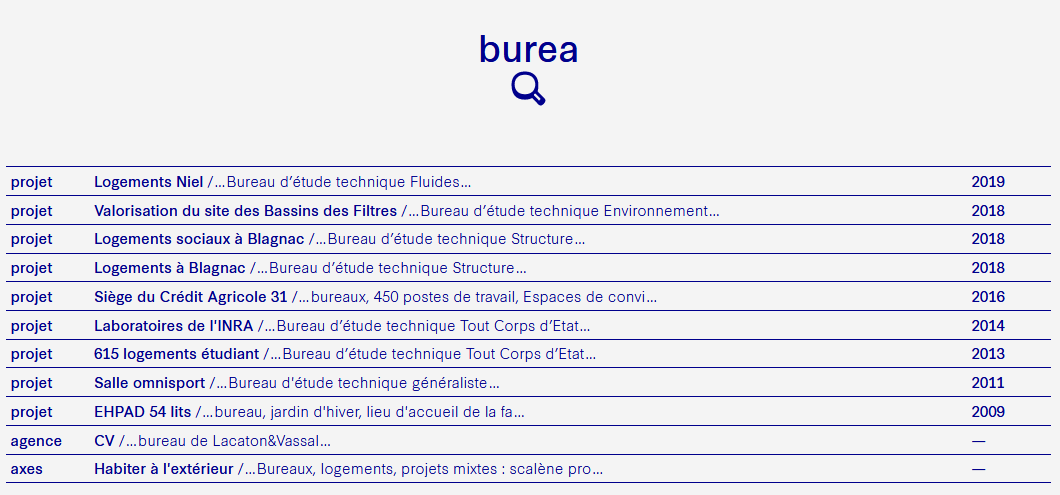 burea
projet Logements Niel /...Bureau d’étude technique Fluides... 2019
projet Valorisation du site des Bassins des Filtres /...Bureau d’étude technique Environnement... 2018
projet Logements sociaux à Blagnac /...Bureau d’étude technique Structure... 2018
projet Logements à Blagnac /...Bureau d’étude technique Structure... 2018
projet Siège du Crédit Agricole 31 /...bureaux, 450 postes de travail, Espaces de convi... 2016
projet Laboratoires de l'INRA /...Bureau d’étude technique Tout Corps d’Etat... 2014
projet 615 logements étudiant /...Bureau d’étude technique Tout Corps d’Etat... 2013
projet Salle omnisport /...Bureau d'étude technique généraliste... 2011
projet EHPAD 54 lits /...bureau, jardin d'hiver, lieu d'accueil de la fa... 2009
agence CV /...bureau de Lacaton&Vassal... —
axes Habiter à l'extérieur /...Bureaux, logements, projets mixtes : scalène pro... —